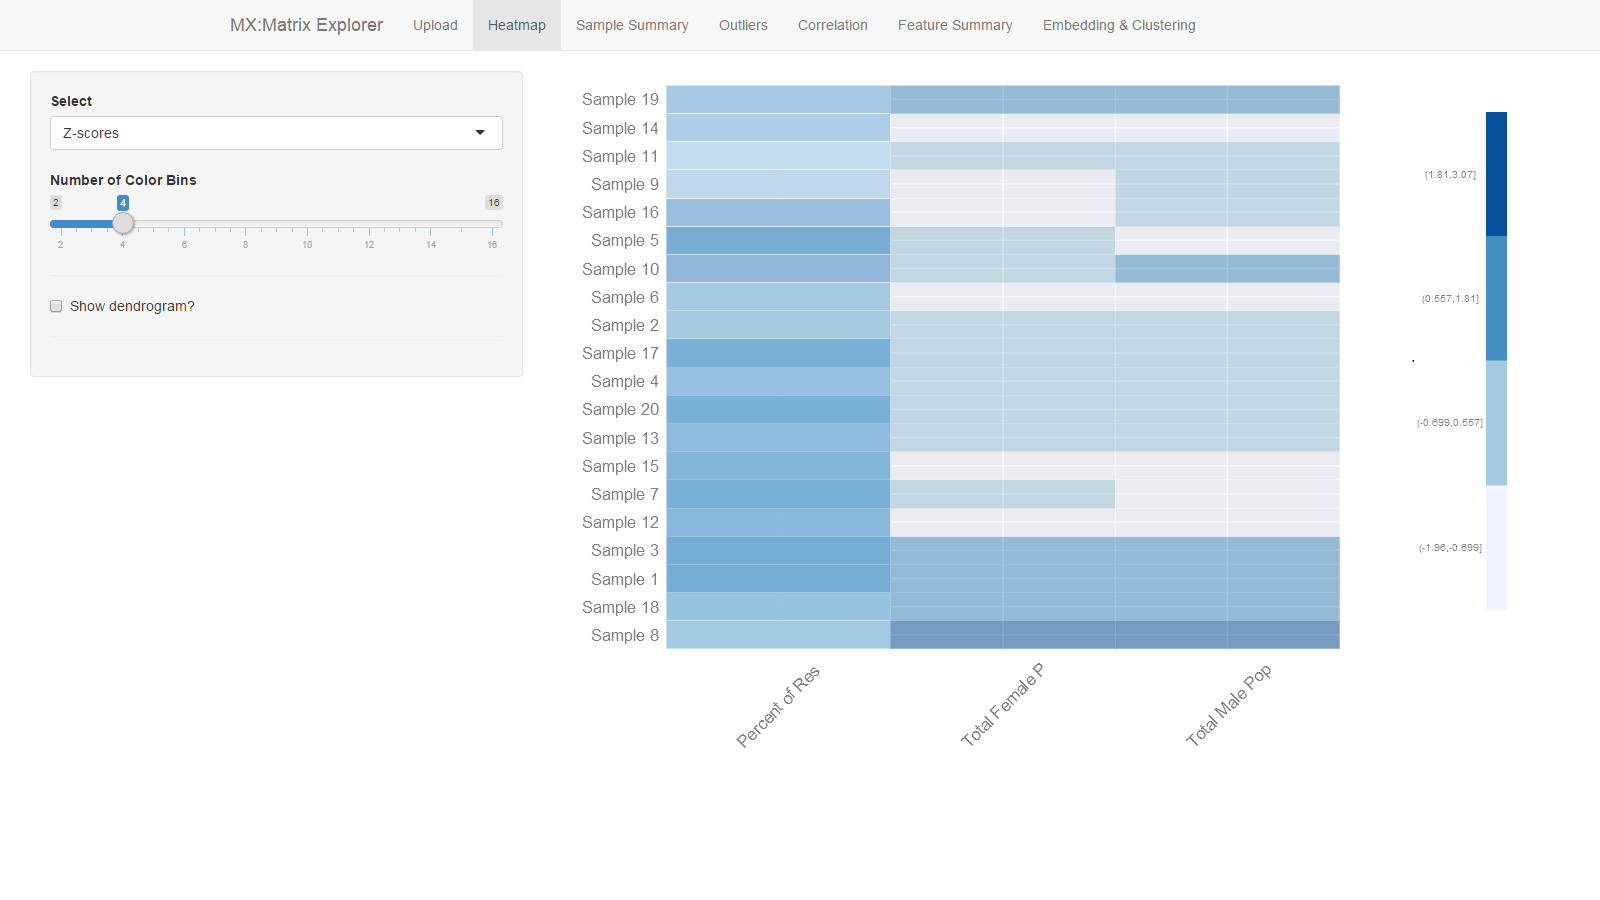 MX:Matrix Explorer Upload Heatmap Sample Summary Outliers Correlation Feature Summary Embedding & Clustering
Select
Z-scores
Number of Color Bins
2 4 16
2 4 6 8 10 12 14 16
Show dendrogram?
Sample 19
Sample 14
Sample 11
Sample 9
Sample 16
Sample 5
Sample 10
Sample 6
Sample 2
Sample 17
Sample 4
Sample 20
Sample 13
Sample 15
Sample 7
Sample 12
Sample 3
Sample 1
Sample 18
Sample 8
Percent of Res
Total Female P
Total Male Pop
(1.81,3.07]
(0.557,1.81]
(-0.699,0.557]
(-1.96,-0.699]